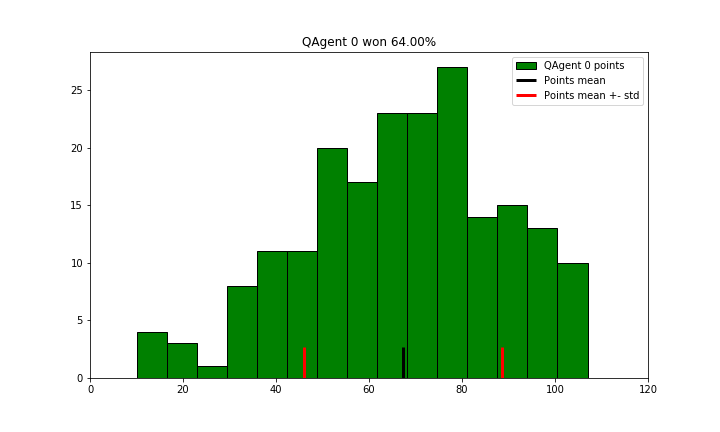 QAgent 0 won 64.00%
QAgent 0 points
Points mean
Points mean +- std
25
20
15
10
5
0
0 20 40 60 80 100 120